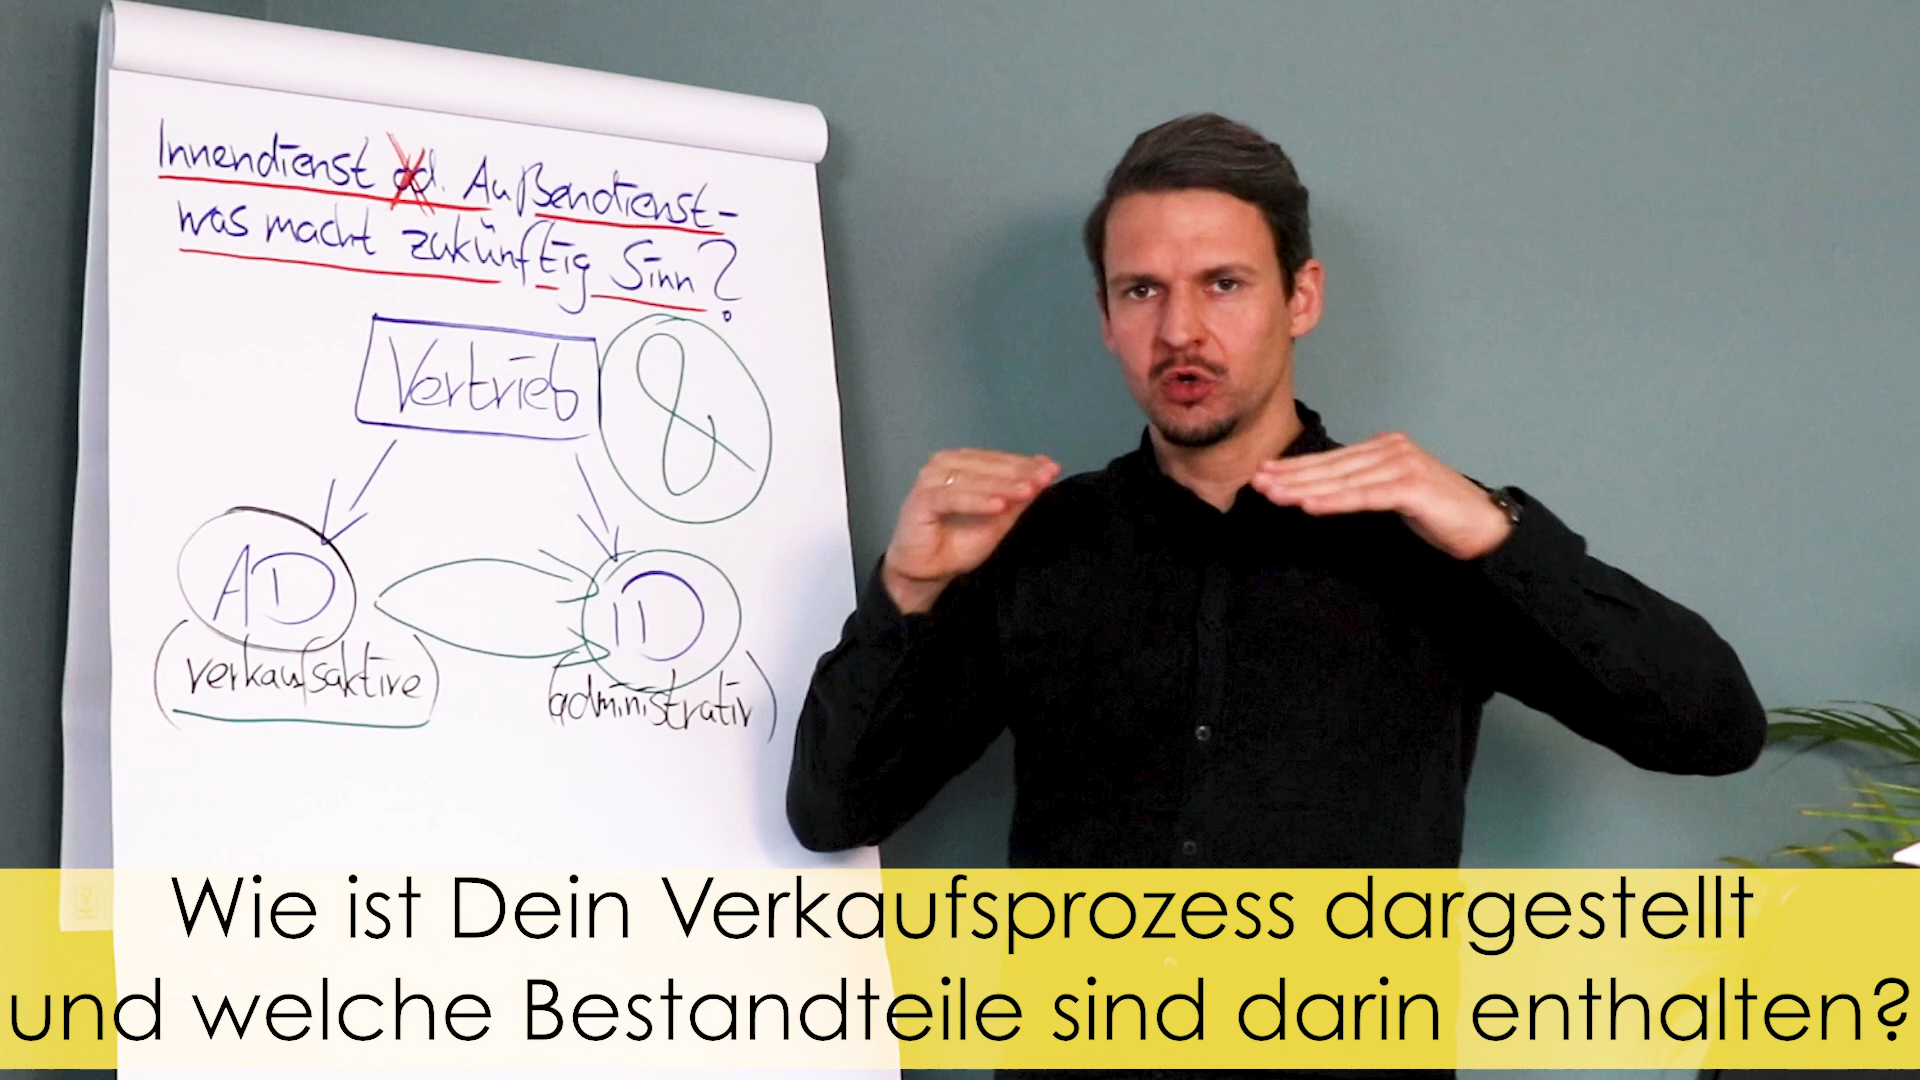 Innendienst od. Außendienst -
was macht zukünftig Sinn?
Vertrieb
&
AD
ID
(verkaufsaktive)
(administrativ)
Wie ist Dein Verkaufsprozess dargestellt
und welche Bestandteile sind darin enthalten?